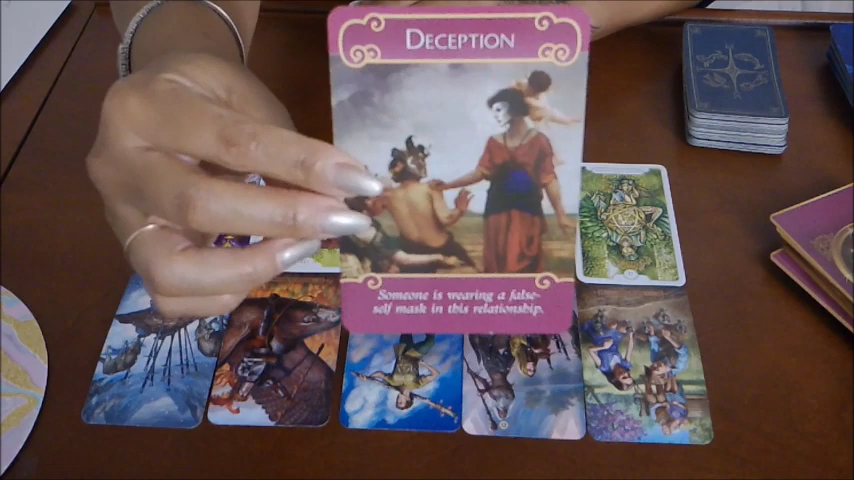 DECEPTION
Someone is wearing a false-
self mask in this relationship.